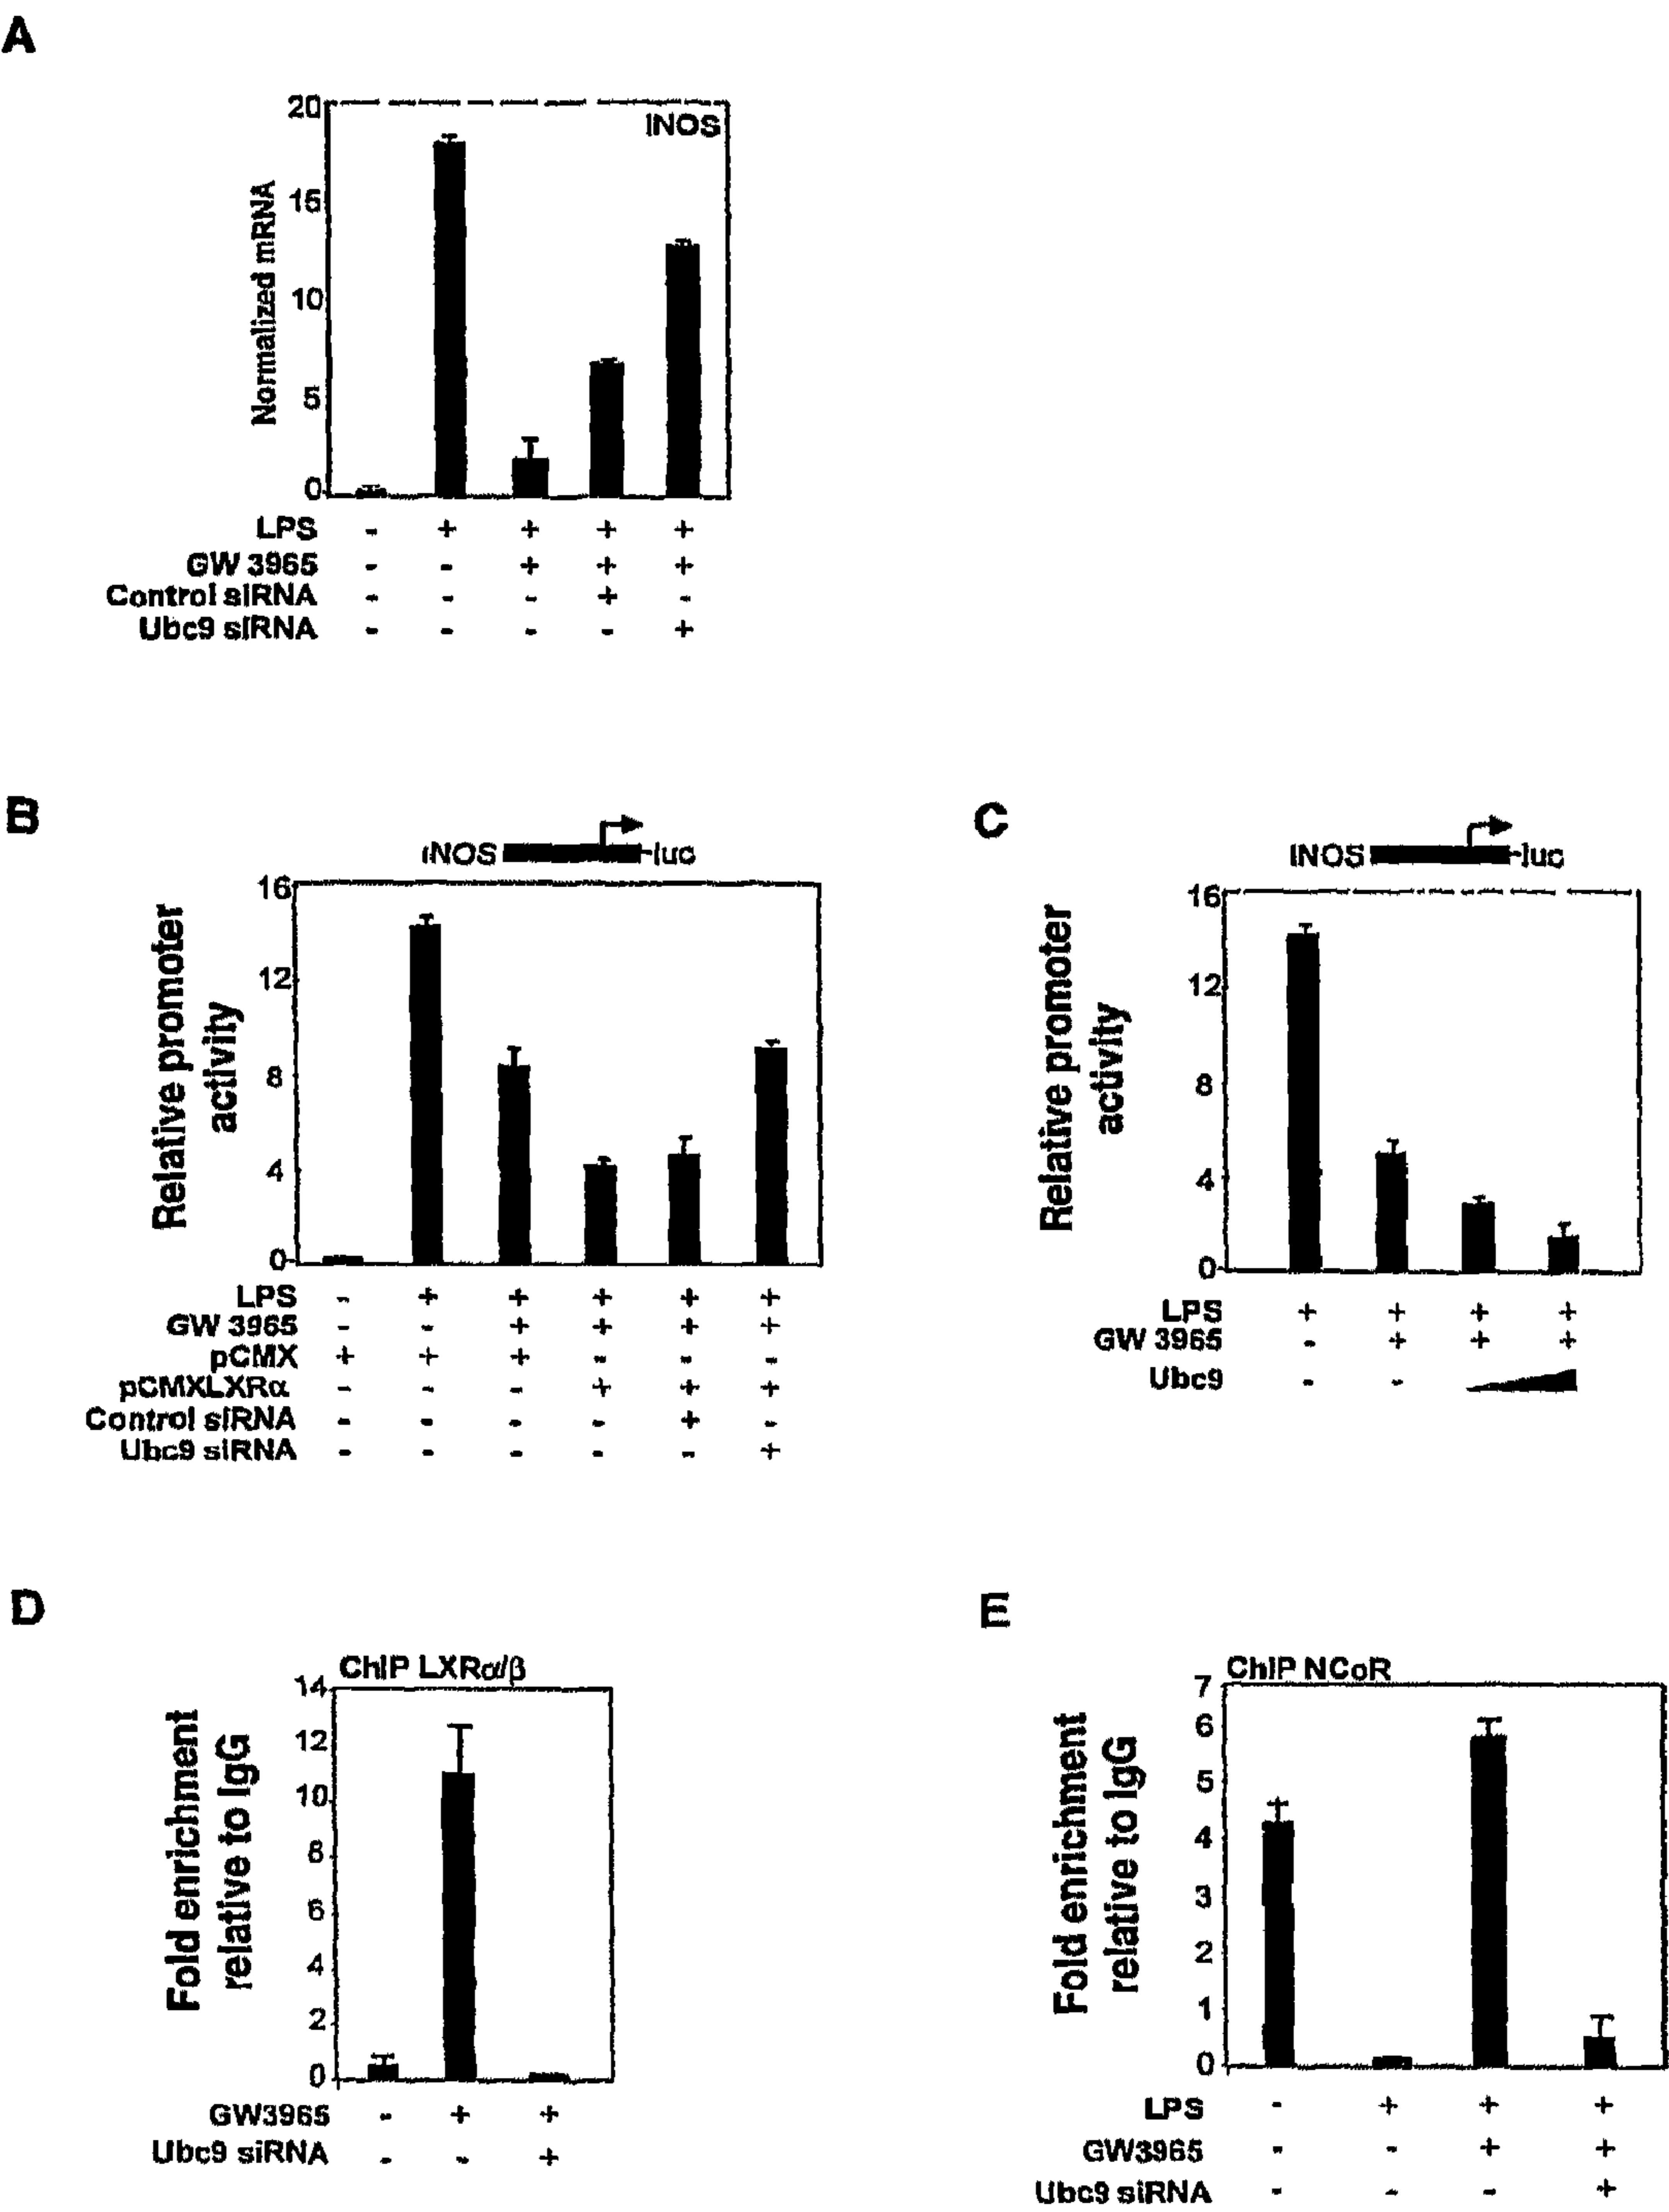 A
20
15
10
5
0
Normalized mRNA
INOS
LPS - + + + +
GW 3965 - - + + +
Control siRNA - - - + -
Ubc9 siRNA - - - - +
B
iNOS luc
16
12
8
4
0
Relative promoter
activity
LPS - + + + + +
GW 3965 - - + + + +
pCMX + + + - - -
pCMXLXRα - - - + + +
Control siRNA - - - - + -
Ubc9 siRNA - - - - - +
C
INOS luc
16
12
8
4
0
Relative promoter
activity
LPS + + + +
GW 3965 - + + +
Ubc9 - -
D
ChIP LXRα/β
14
12
10
8
6
4
2
0
Fold enrichment
relative to IgG
GW3965 - + +
Ubc9 siRNA - - +
E
ChIP NCoR
7
6
5
4
3
2
1
0
Fold enrichment
relative to IgG
LPS - + + +
GW3965 - - + +
Ubc9 siRNA - - - +